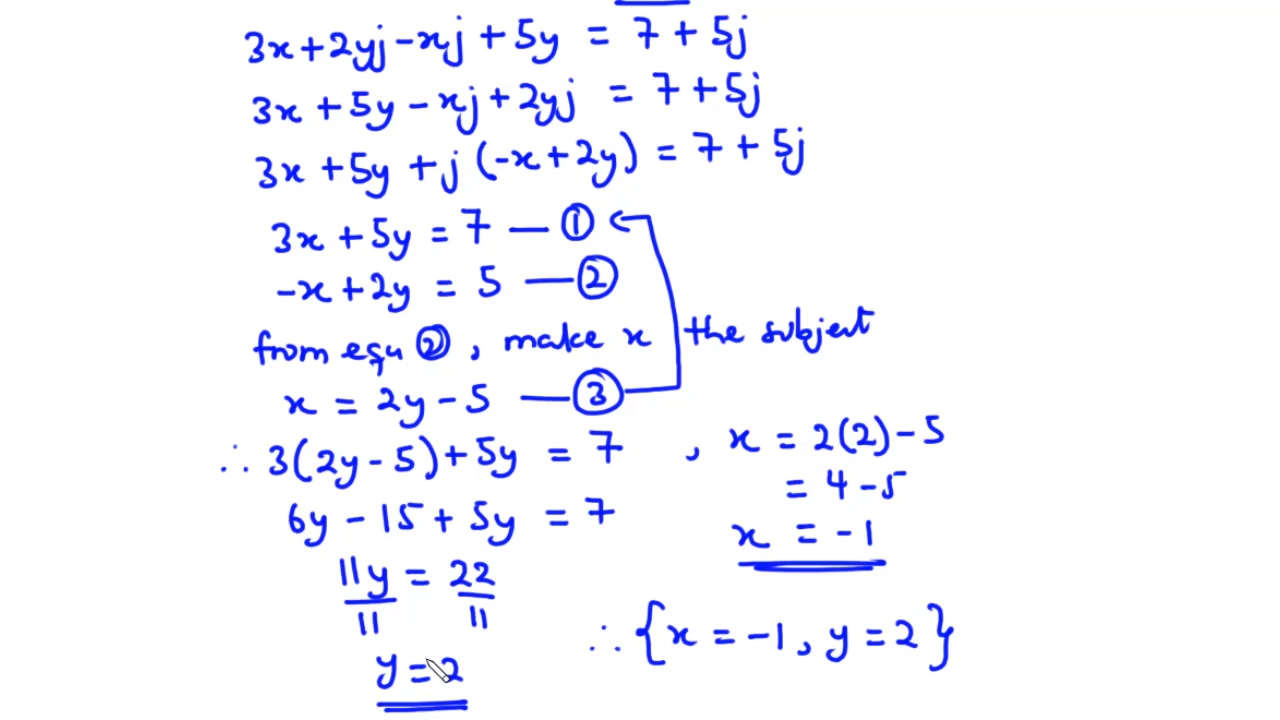 3x+2yj-xj+5y = 7+5j
3x+5y-xj+2yj = 7+5j
3x+5y+j(-x+2y) = 7+5j
3x+5y=7 — ①
-x+2y = 5 — ②
from equ ②, make x the subject
x = 2y-5 — ③
∴ 3(2y-5)+5y = 7 , x = 2(2)-5
= 4-5
6y-15+5y = 7
x = -1
11y = 22
11 11
∴ {x = -1, y = 2}
y = 2